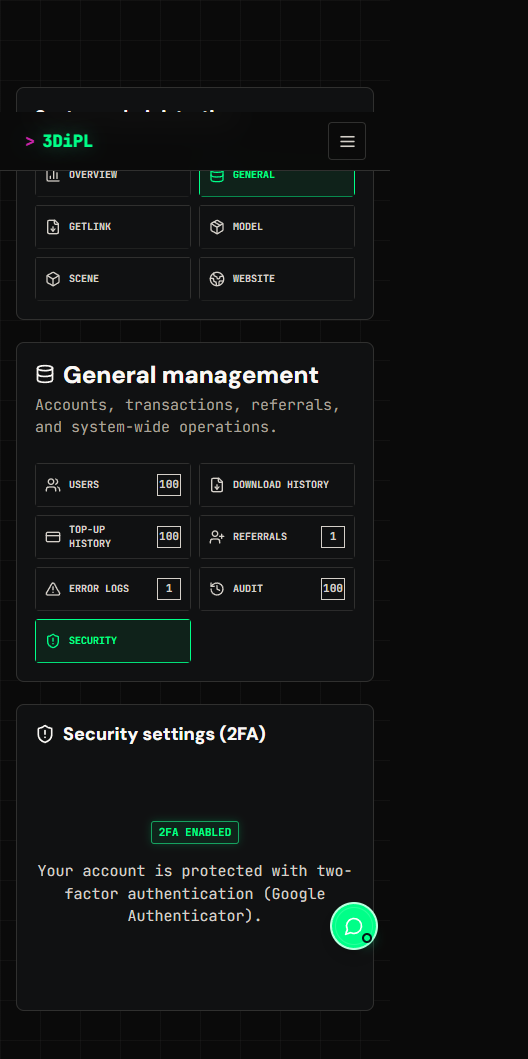 > 3DiPL
OVERVIEW
GENERAL
GETLINK
MODEL
SCENE
WEBSITE
General management
Accounts, transactions, referrals,
and system-wide operations.
USERS 100
DOWNLOAD HISTORY
TOP-UP
HISTORY 100
REFERRALS 1
ERROR LOGS 1
AUDIT 100
SECURITY
Security settings (2FA)
2FA ENABLED
Your account is protected with two-
factor authentication (Google
Authenticator).